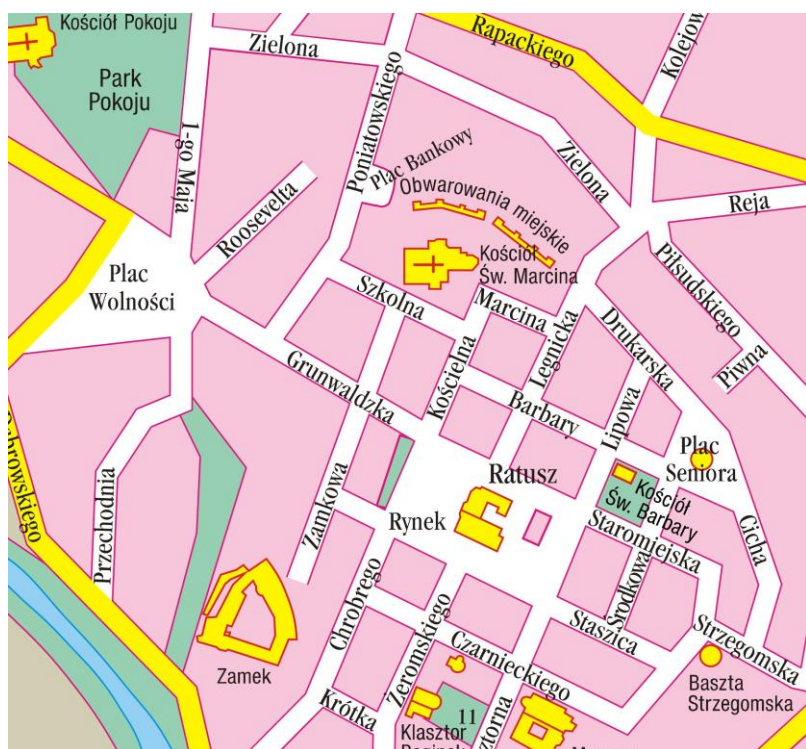 Kościół Pokoju
Park
Pokoju
Zielona
1-go Maja
Poniatowskiego
Rapackiego
Plac Bankowy
Zielona
Reja
Roosevelta
Obwarowania miejskie
Kościół
Św. Marcina
Plac
Wolności
Szkolna
Marcina
Legnicka
Drukarska
Piłsudskiego
Piwna
Grunwaldzka
Kościelna
Barbary
Lipowa
Plac
Seniora
Ratusz
Kościół
Św. Barbary
Rynek
Staromiejska
Cicha
Przechodnia
Zamkowa
Chrobrego
Środkowa
Staszica
Strzegomska
Żeromskiego
Czarnieckiego
Zamek
Krótka
11
Baszta
Strzegomska
Klasztor